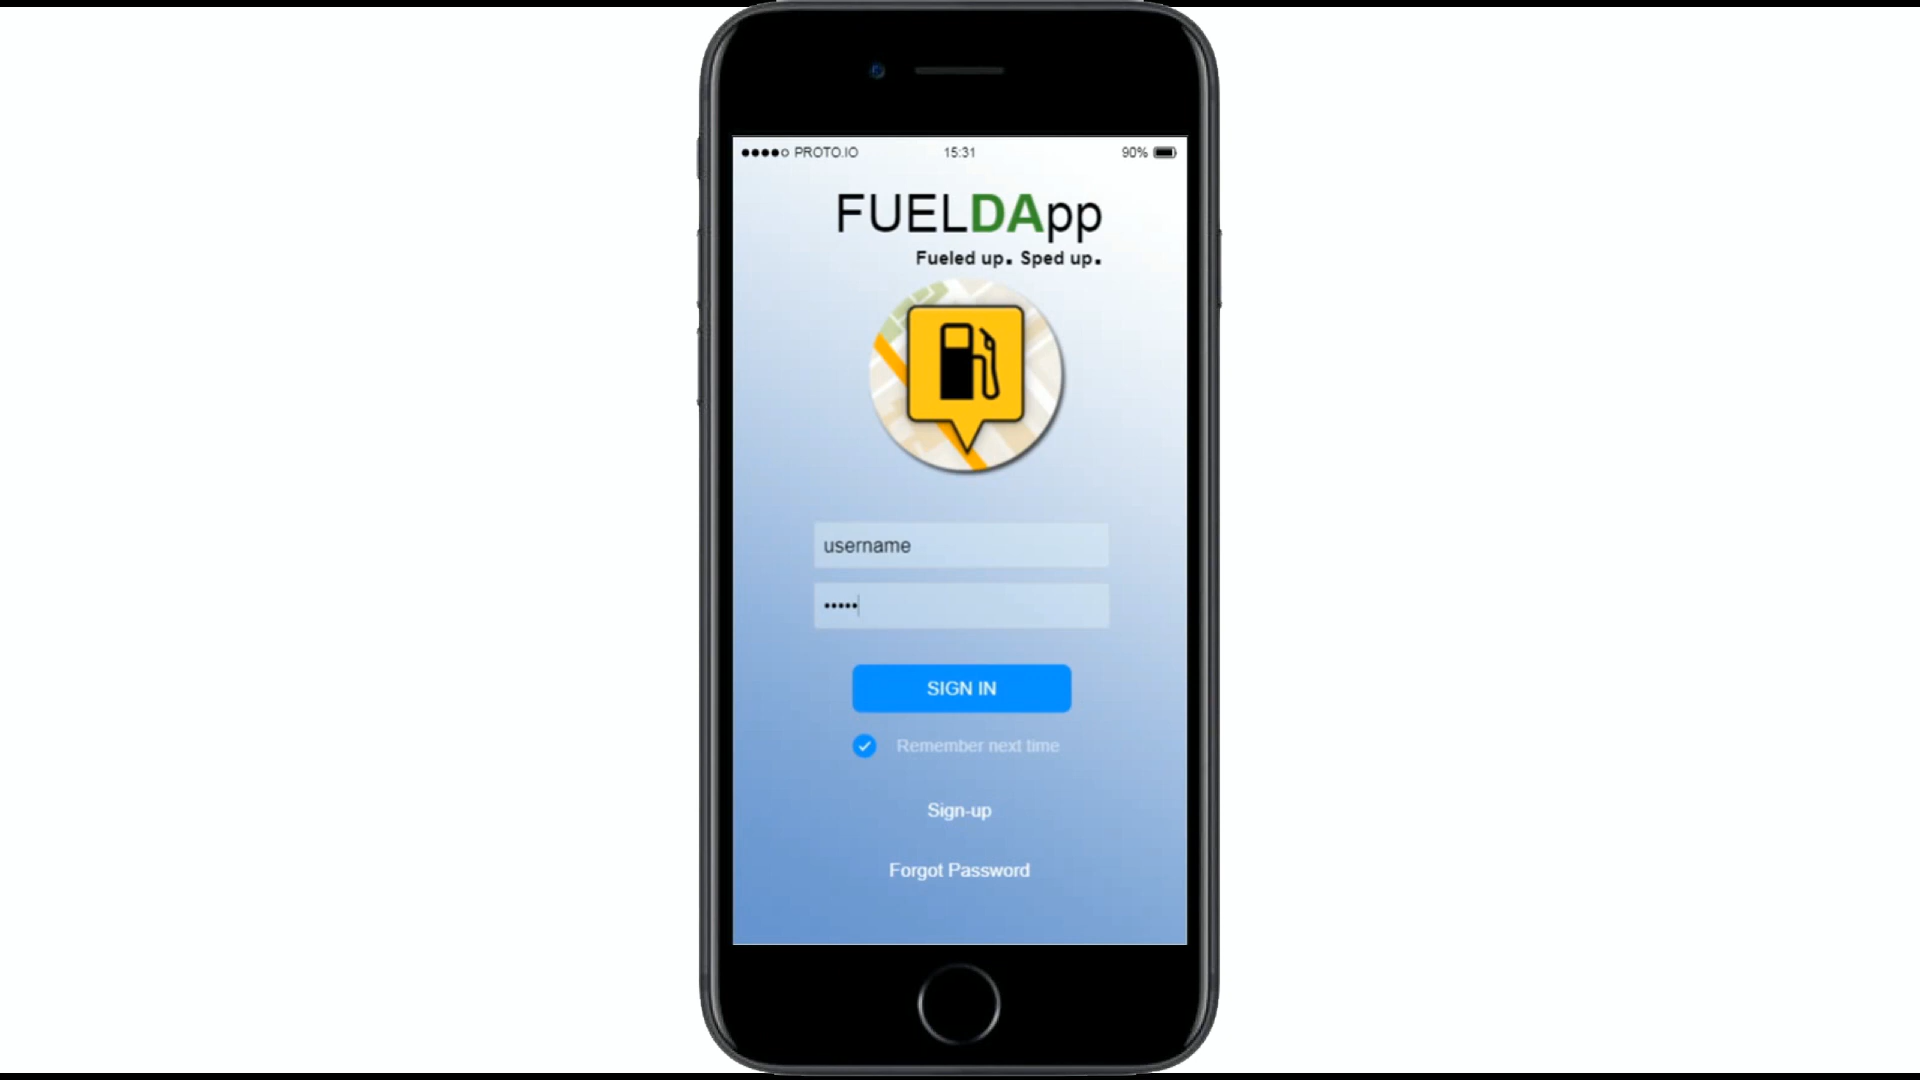 ●●●●○ PROTO.IO 15:31 90%
FUELDApp
Fueled up. Sped up.
username
•••••
SIGN IN
Remember next time
Sign-up
Forgot Password